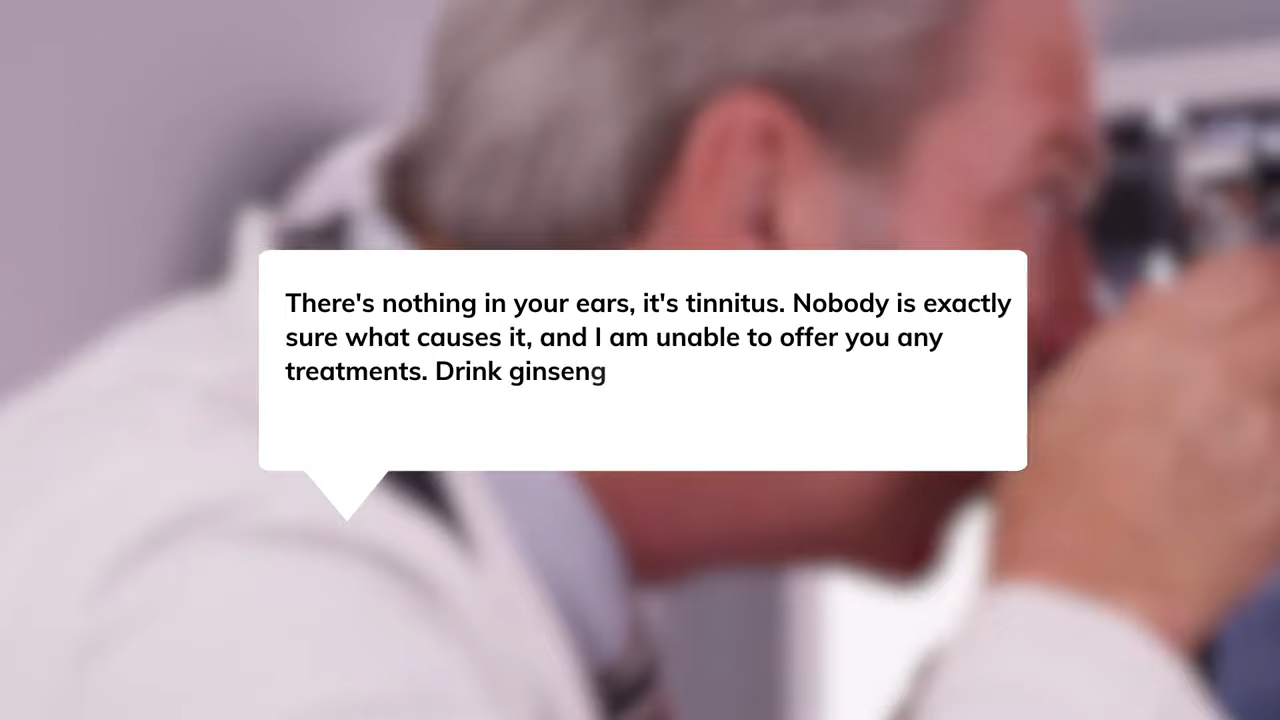 There's nothing in your ears, it's tinnitus. Nobody is exactly
sure what causes it, and I am unable to offer you any
treatments. Drink ginseng